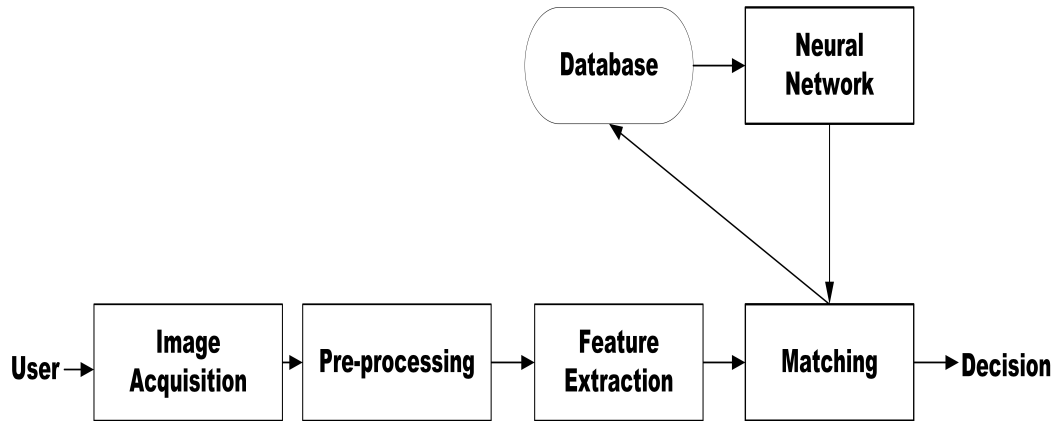 Database
Neural
Network
User
Image
Acquisition
Pre-processing
Feature
Extraction
Matching
Decision